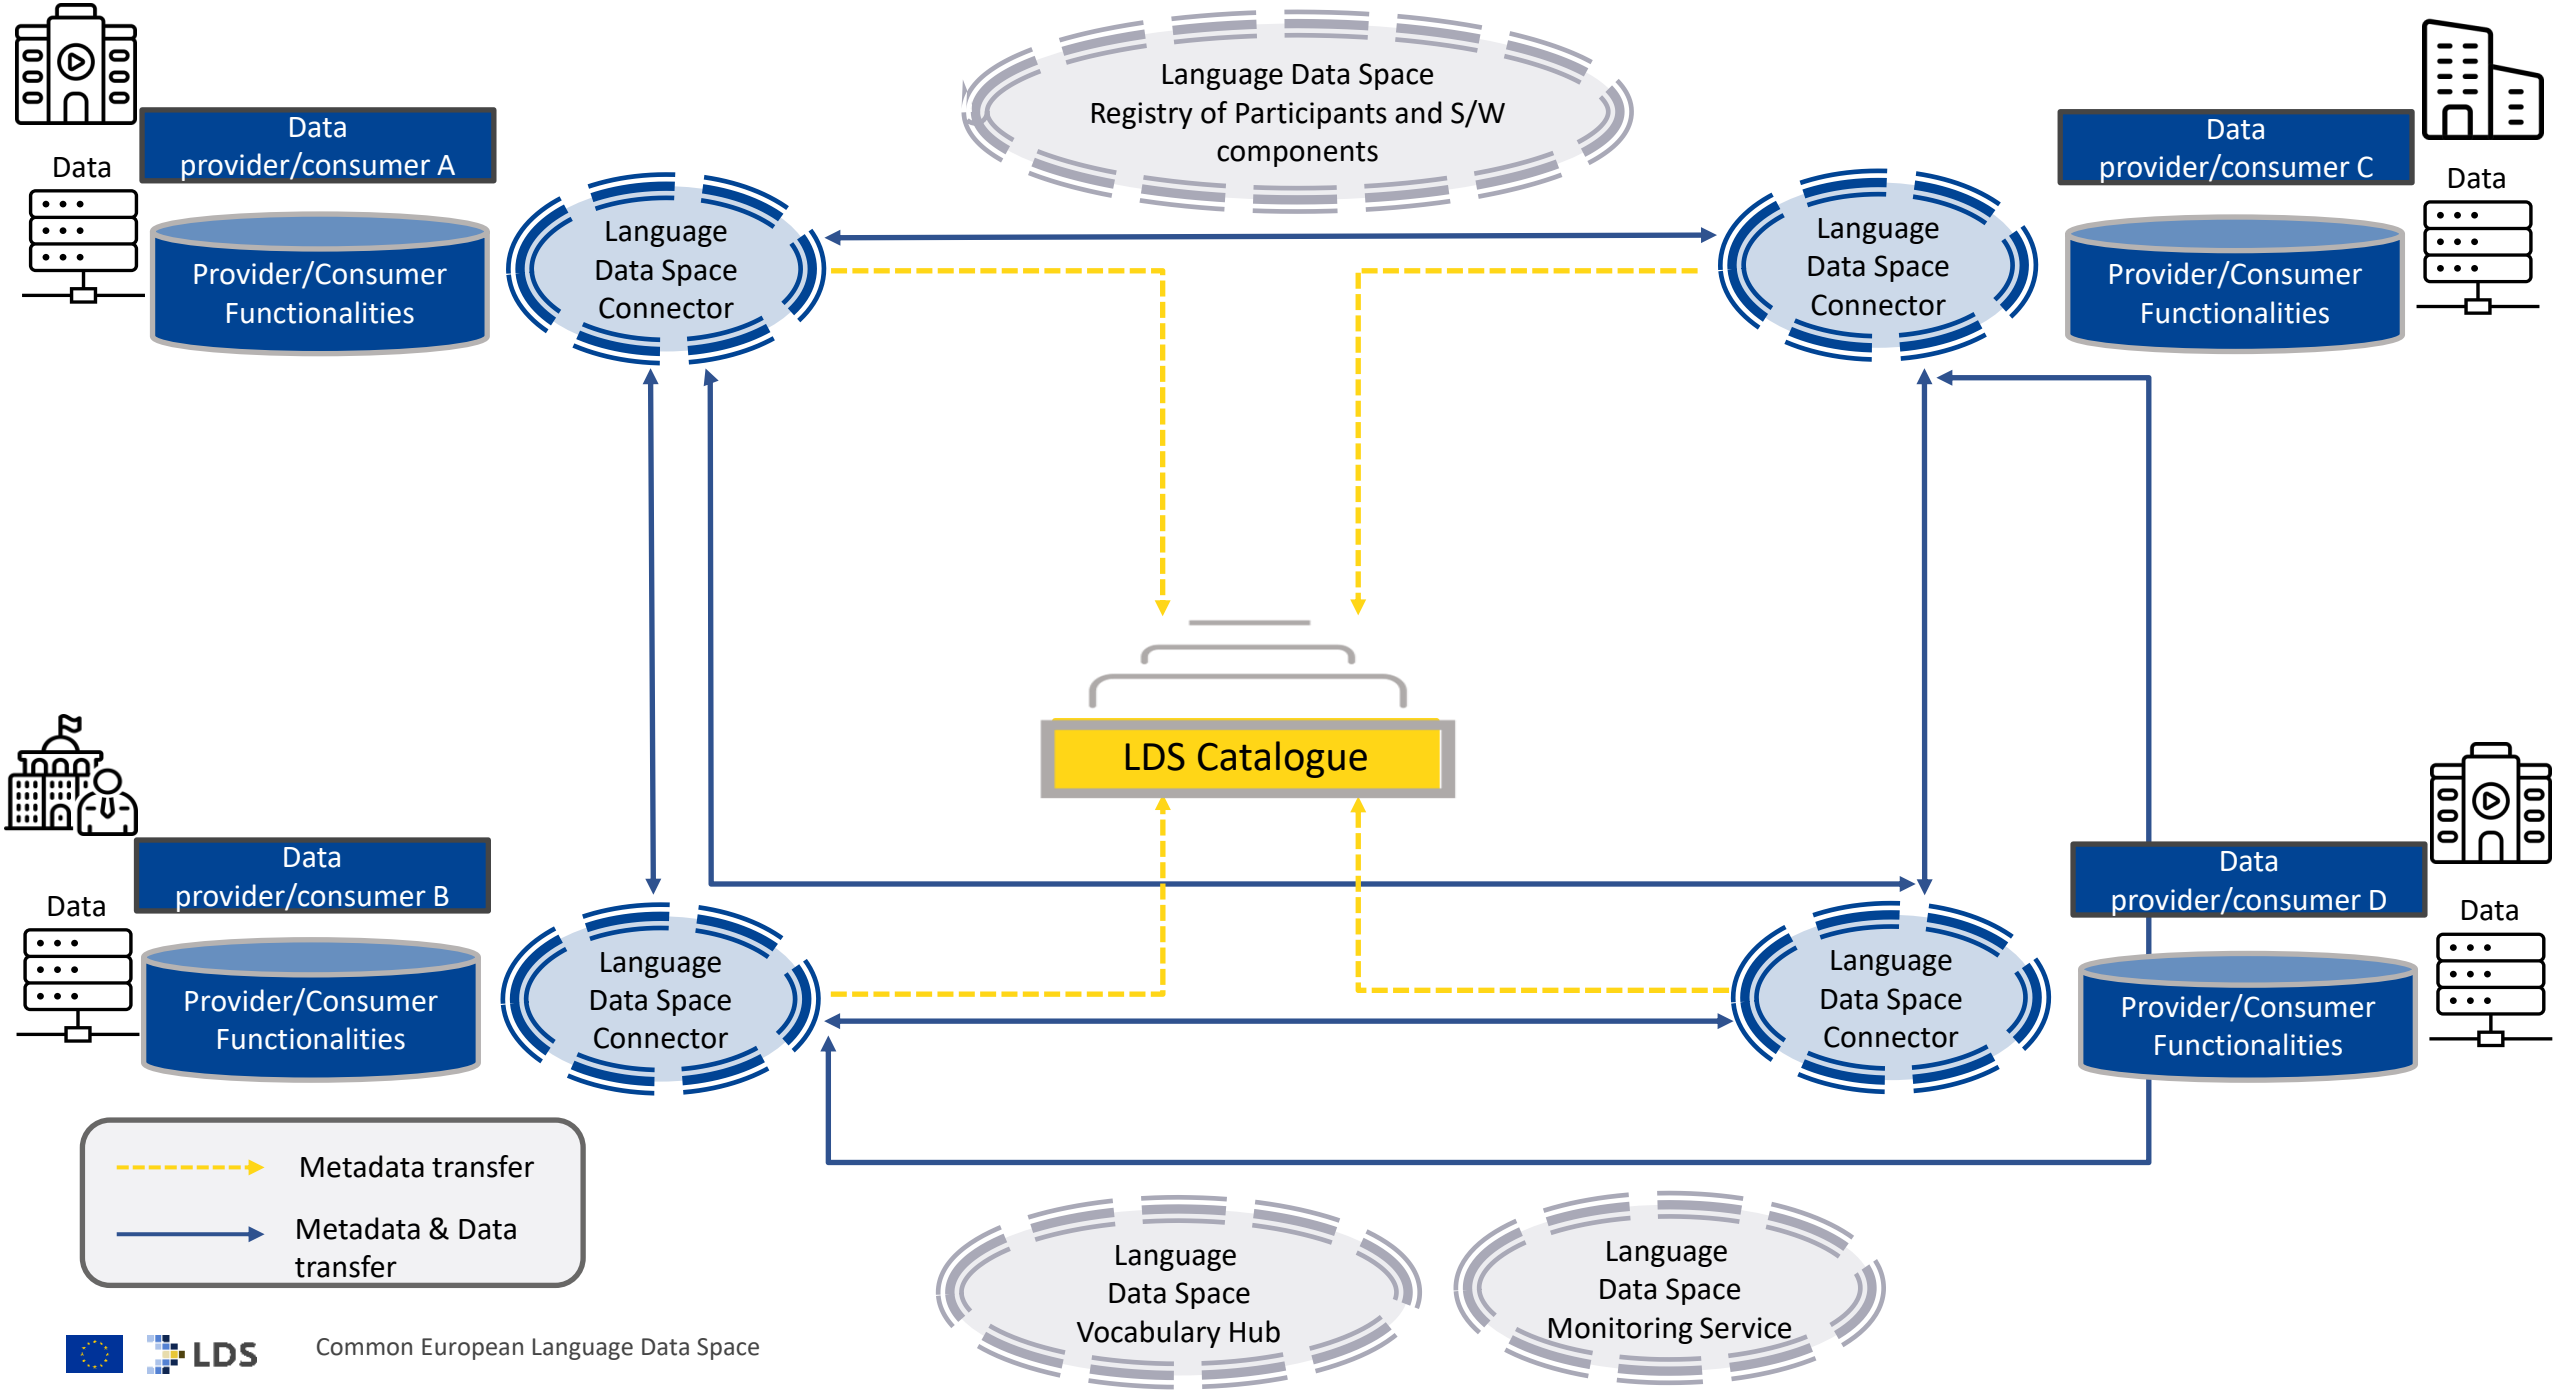 Language Data Space
Registry of Participants and S/W
components
Data
provider/consumer A
Data
Provider/Consumer
Functionalities
Language
Data Space
Connector
Language
Data Space
Connector
Data
provider/consumer C
Data
Provider/Consumer
Functionalities
LDS Catalogue
Data
provider/consumer B
Data
Provider/Consumer
Functionalities
Language
Data Space
Connector
Language
Data Space
Connector
Data
provider/consumer D
Data
Provider/Consumer
Functionalities
Metadata transfer
Metadata & Data
transfer
Language
Data Space
Vocabulary Hub
Language
Data Space
Monitoring Service
LDS
Common European Language Data Space